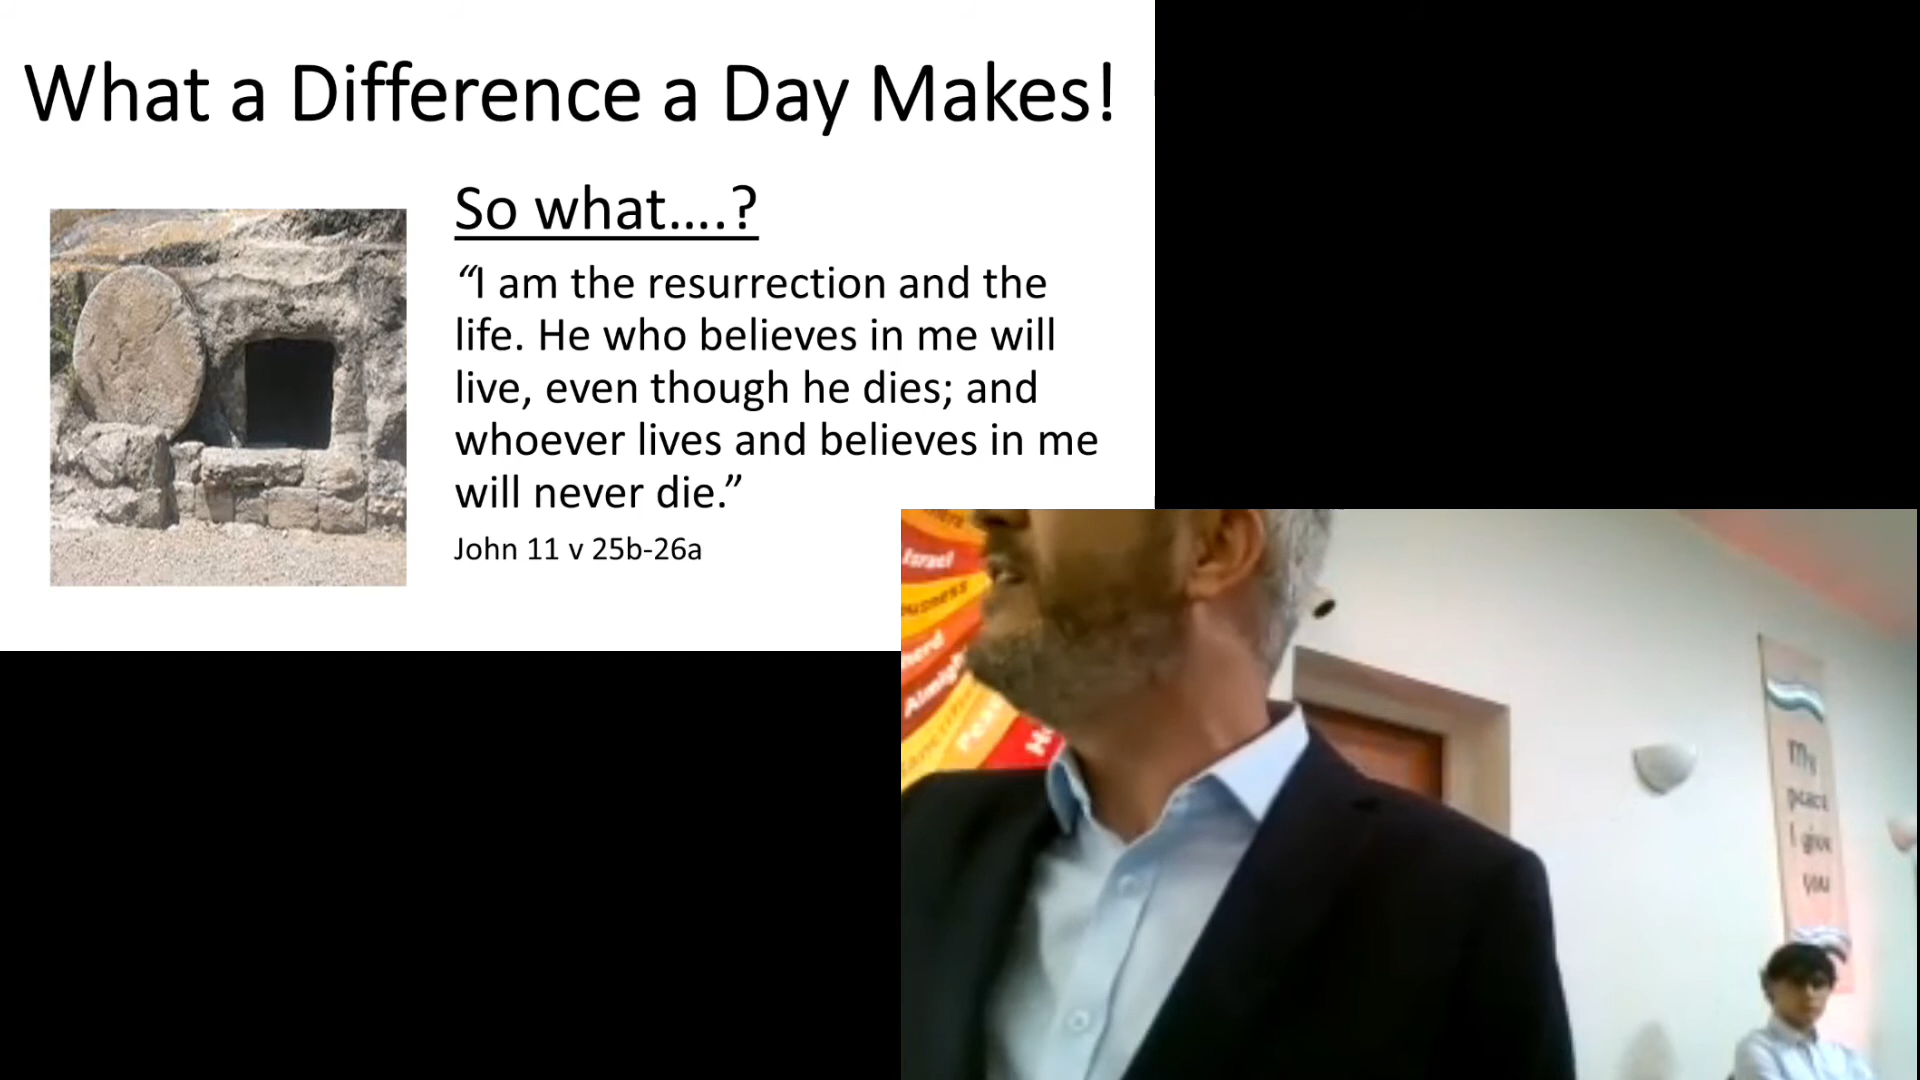 What a Difference a Day Makes!
So what....?
“I am the resurrection and the
life. He who believes in me will
live, even though he dies; and
whoever lives and believes in me
will never die.”
John 11 v 25b-26a
Israel
My
peace
I give
you